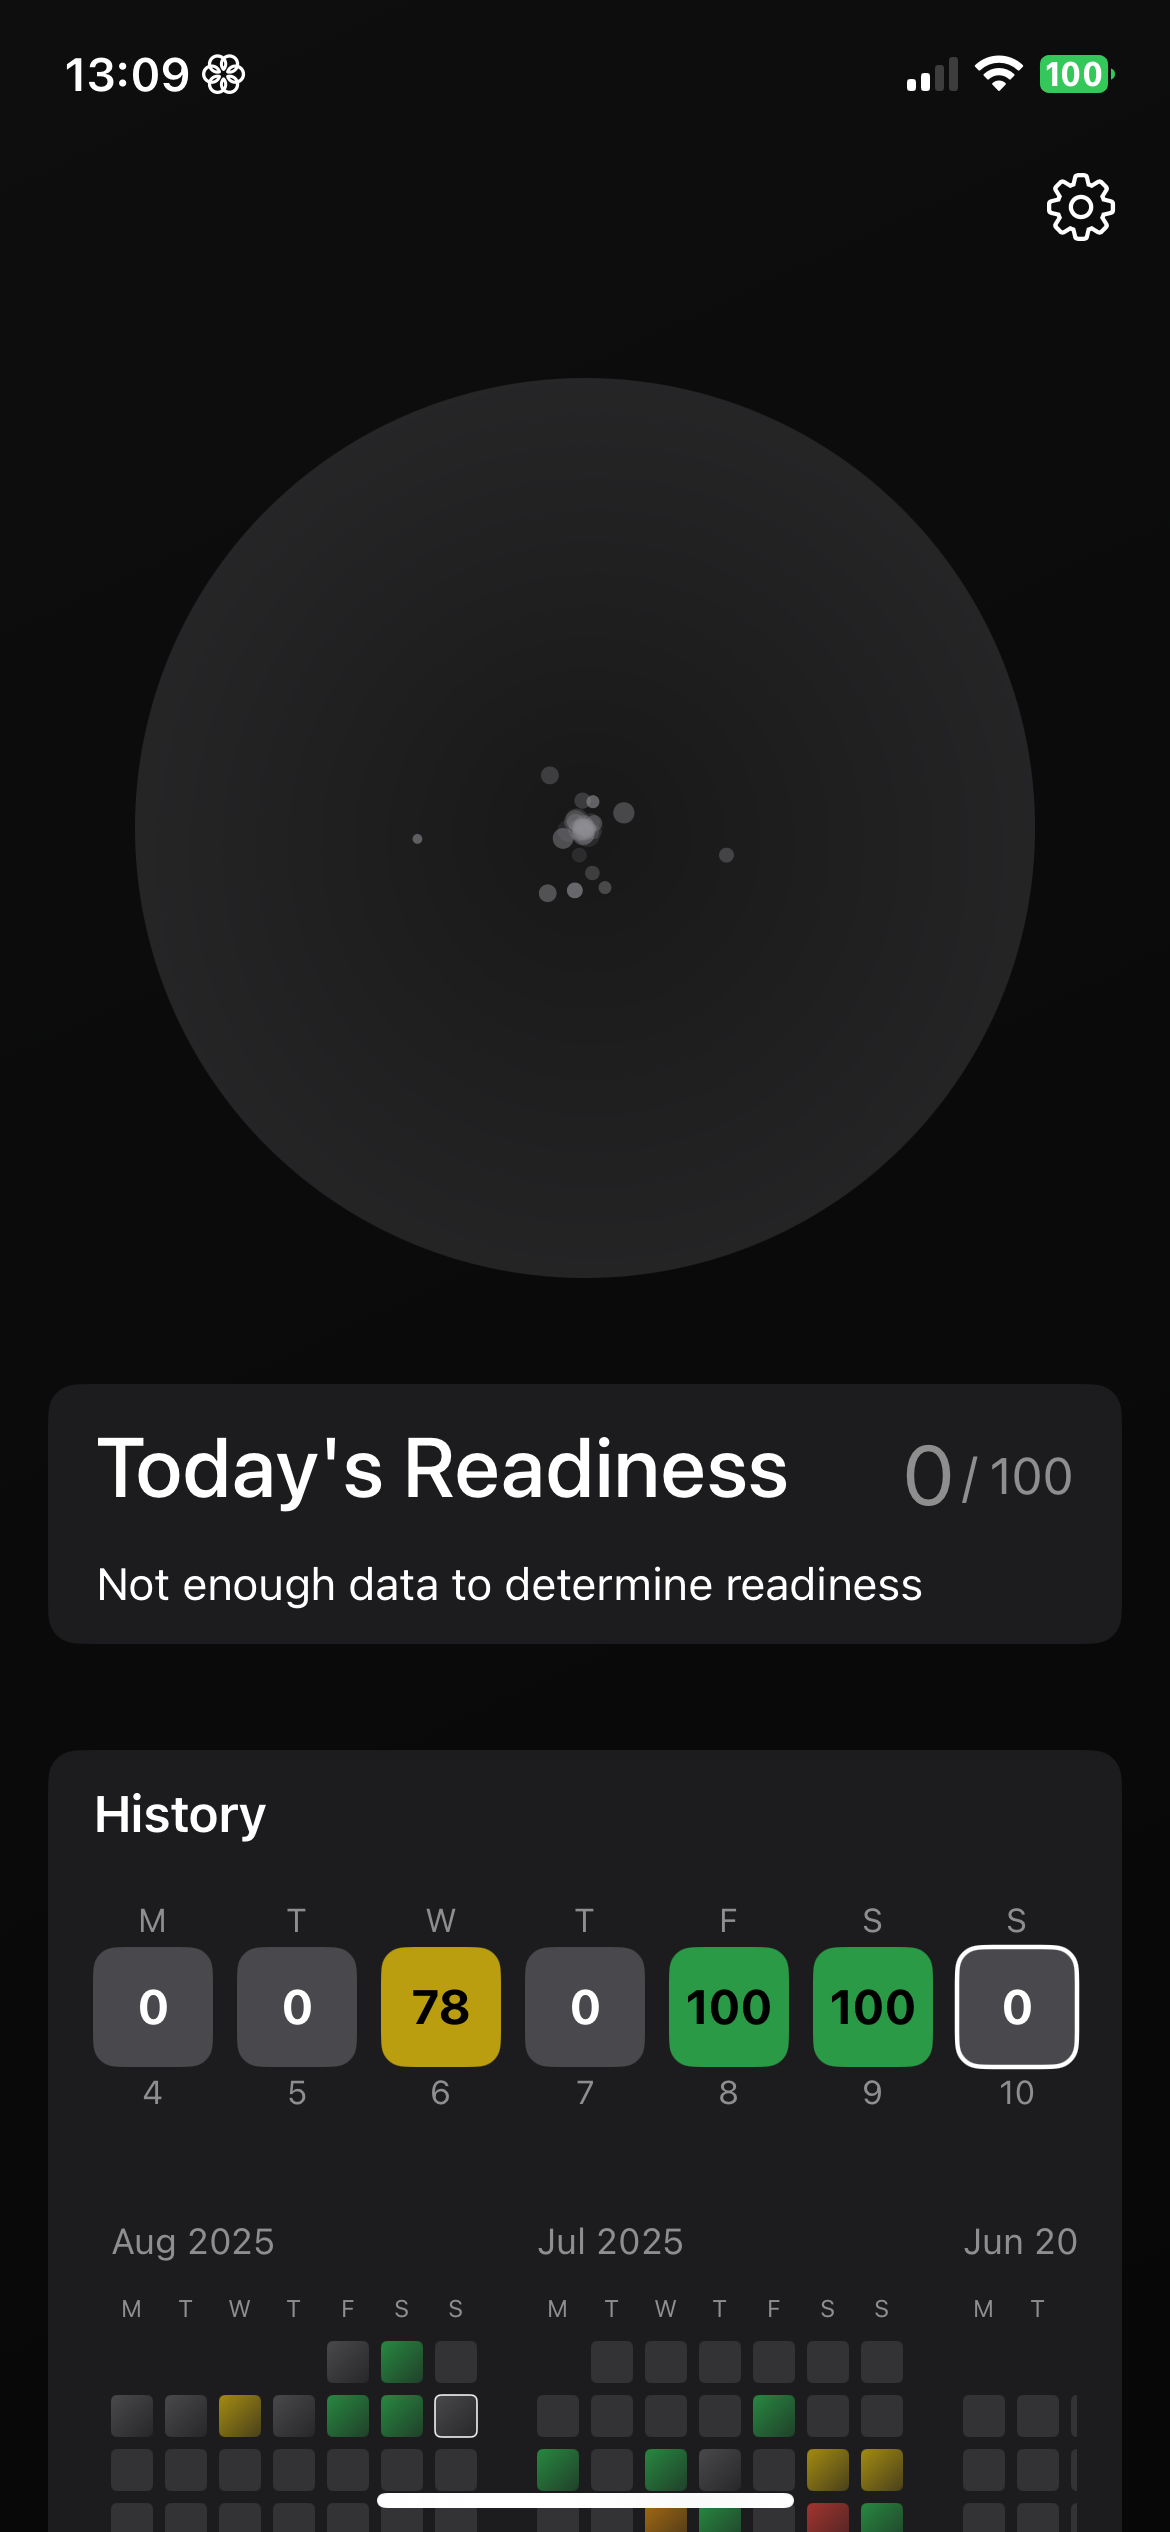 13:09 100
Today's Readiness 0 / 100
Not enough data to determine readiness
History
M T W T F S S
0 0 78 0 100 100 0
4 5 6 7 8 9 10
Aug 2025 Jul 2025 Jun 20
M T W T F S S M T W T F S S M T